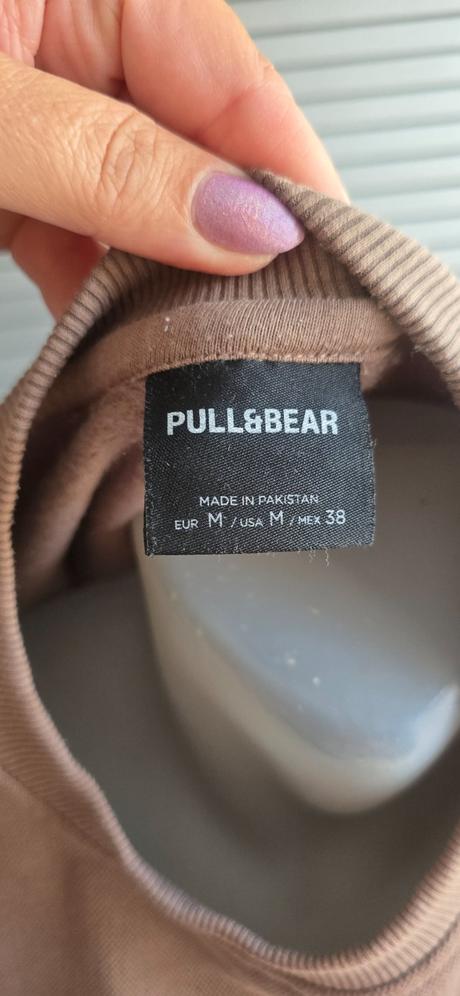 PULL&BEAR
MADE IN PAKISTAN
EUR M / USA M / MEX 38